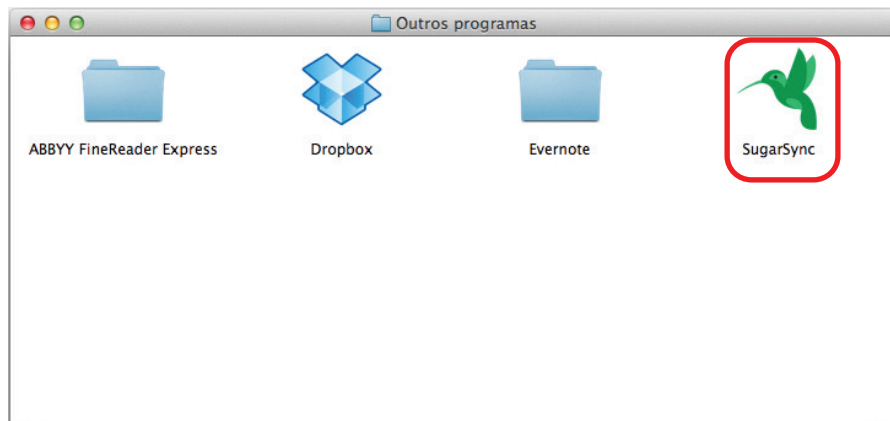 Outros programas
ABBYY FineReader Express
Dropbox
Evernote
SugarSync